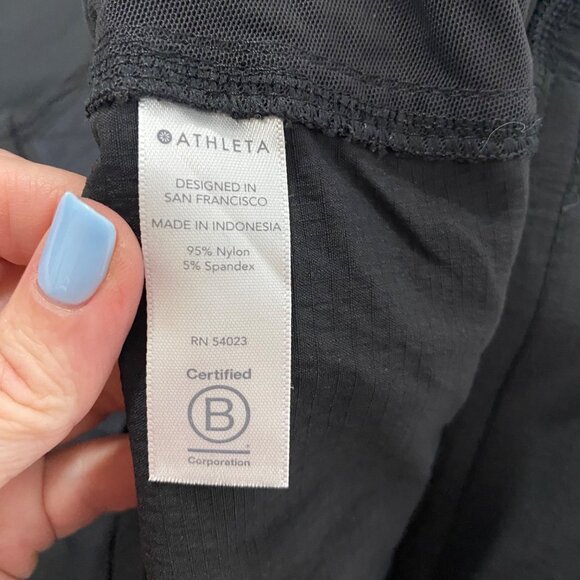 ATHLETA
DESIGNED IN
SAN FRANCISCO
MADE IN INDONESIA
95% Nylon
5% Spandex
RN 54023
Certified
B
Corporation